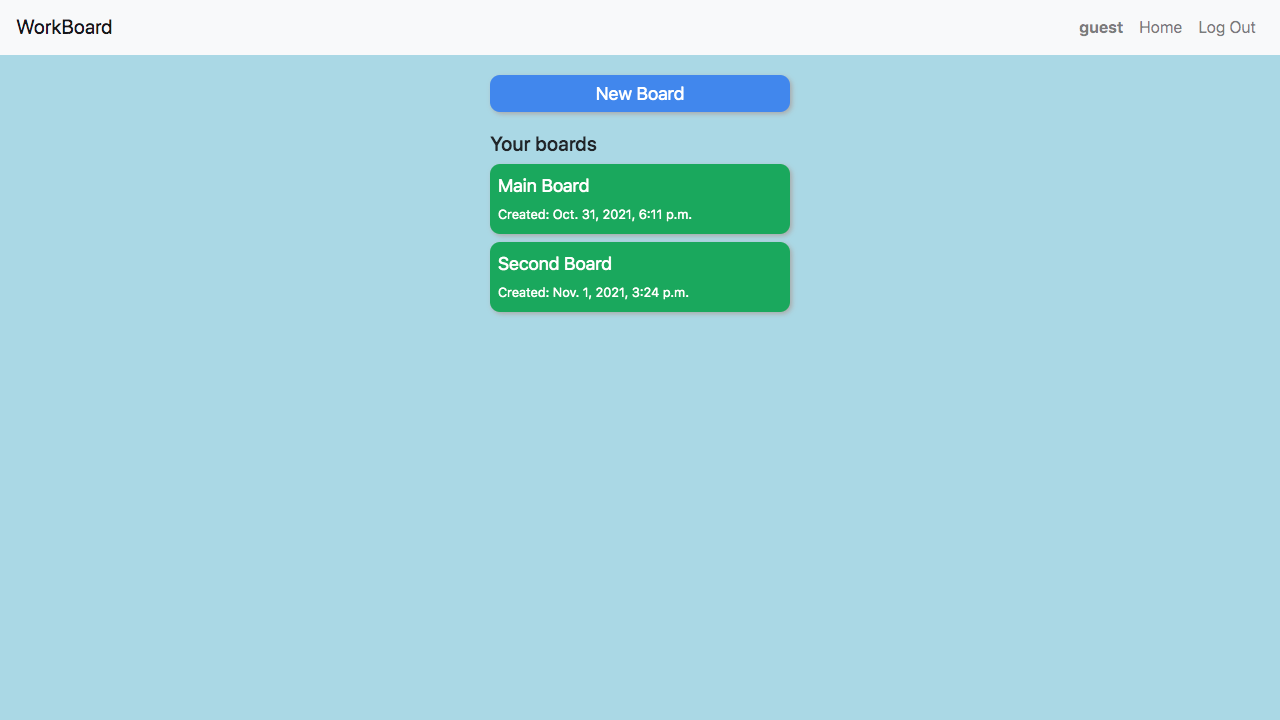 WorkBoard
guest Home Log Out
New Board
Your boards
Main Board
Created: Oct. 31, 2021, 6:11 p.m.
Second Board
Created: Nov. 1, 2021, 3:24 p.m.